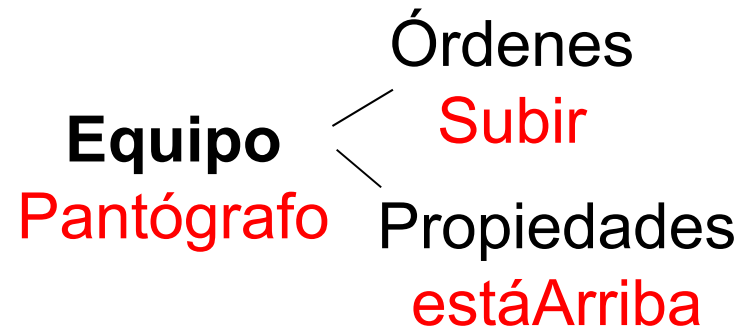 Equipo
Pantógrafo
Órdenes
Subir
Propiedades
estáArriba